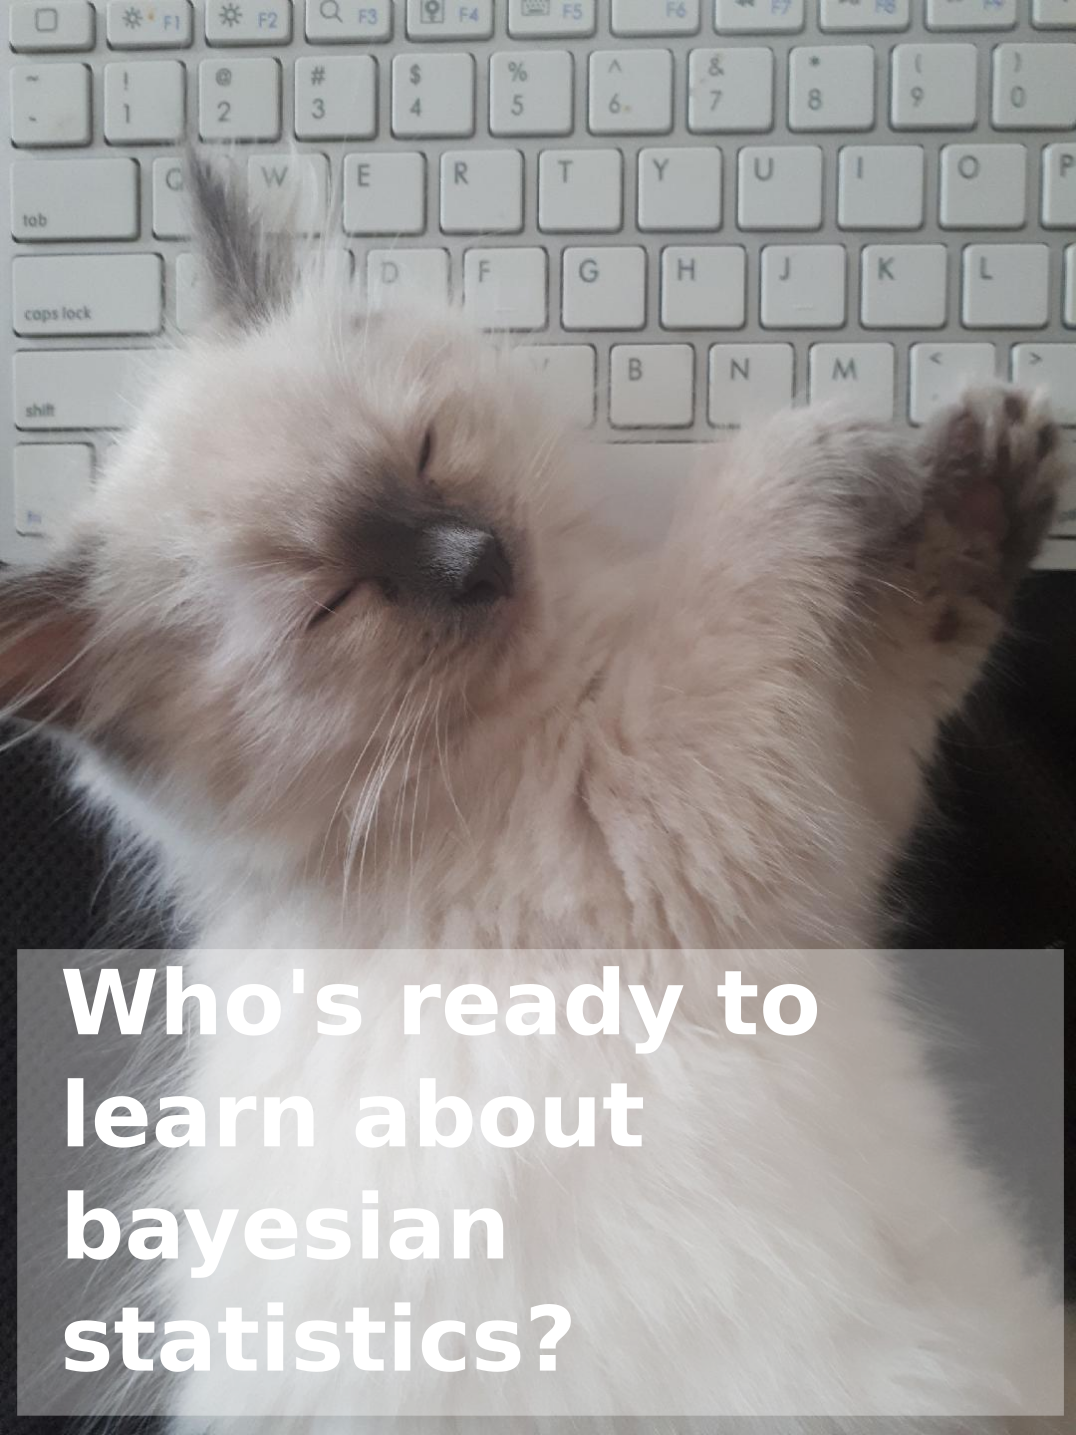 F1 F2 F3 F4 F5 F6 F7 F8 F9
~ ! @ # $ % ^ & * ( )
1 2 3 4 5 6 7 8 9 0
tab Q W E R T Y U I O P
caps lock A D F G H J K L
shift V B N M < >
fn
Who's ready to
learn about
bayesian
statistics?